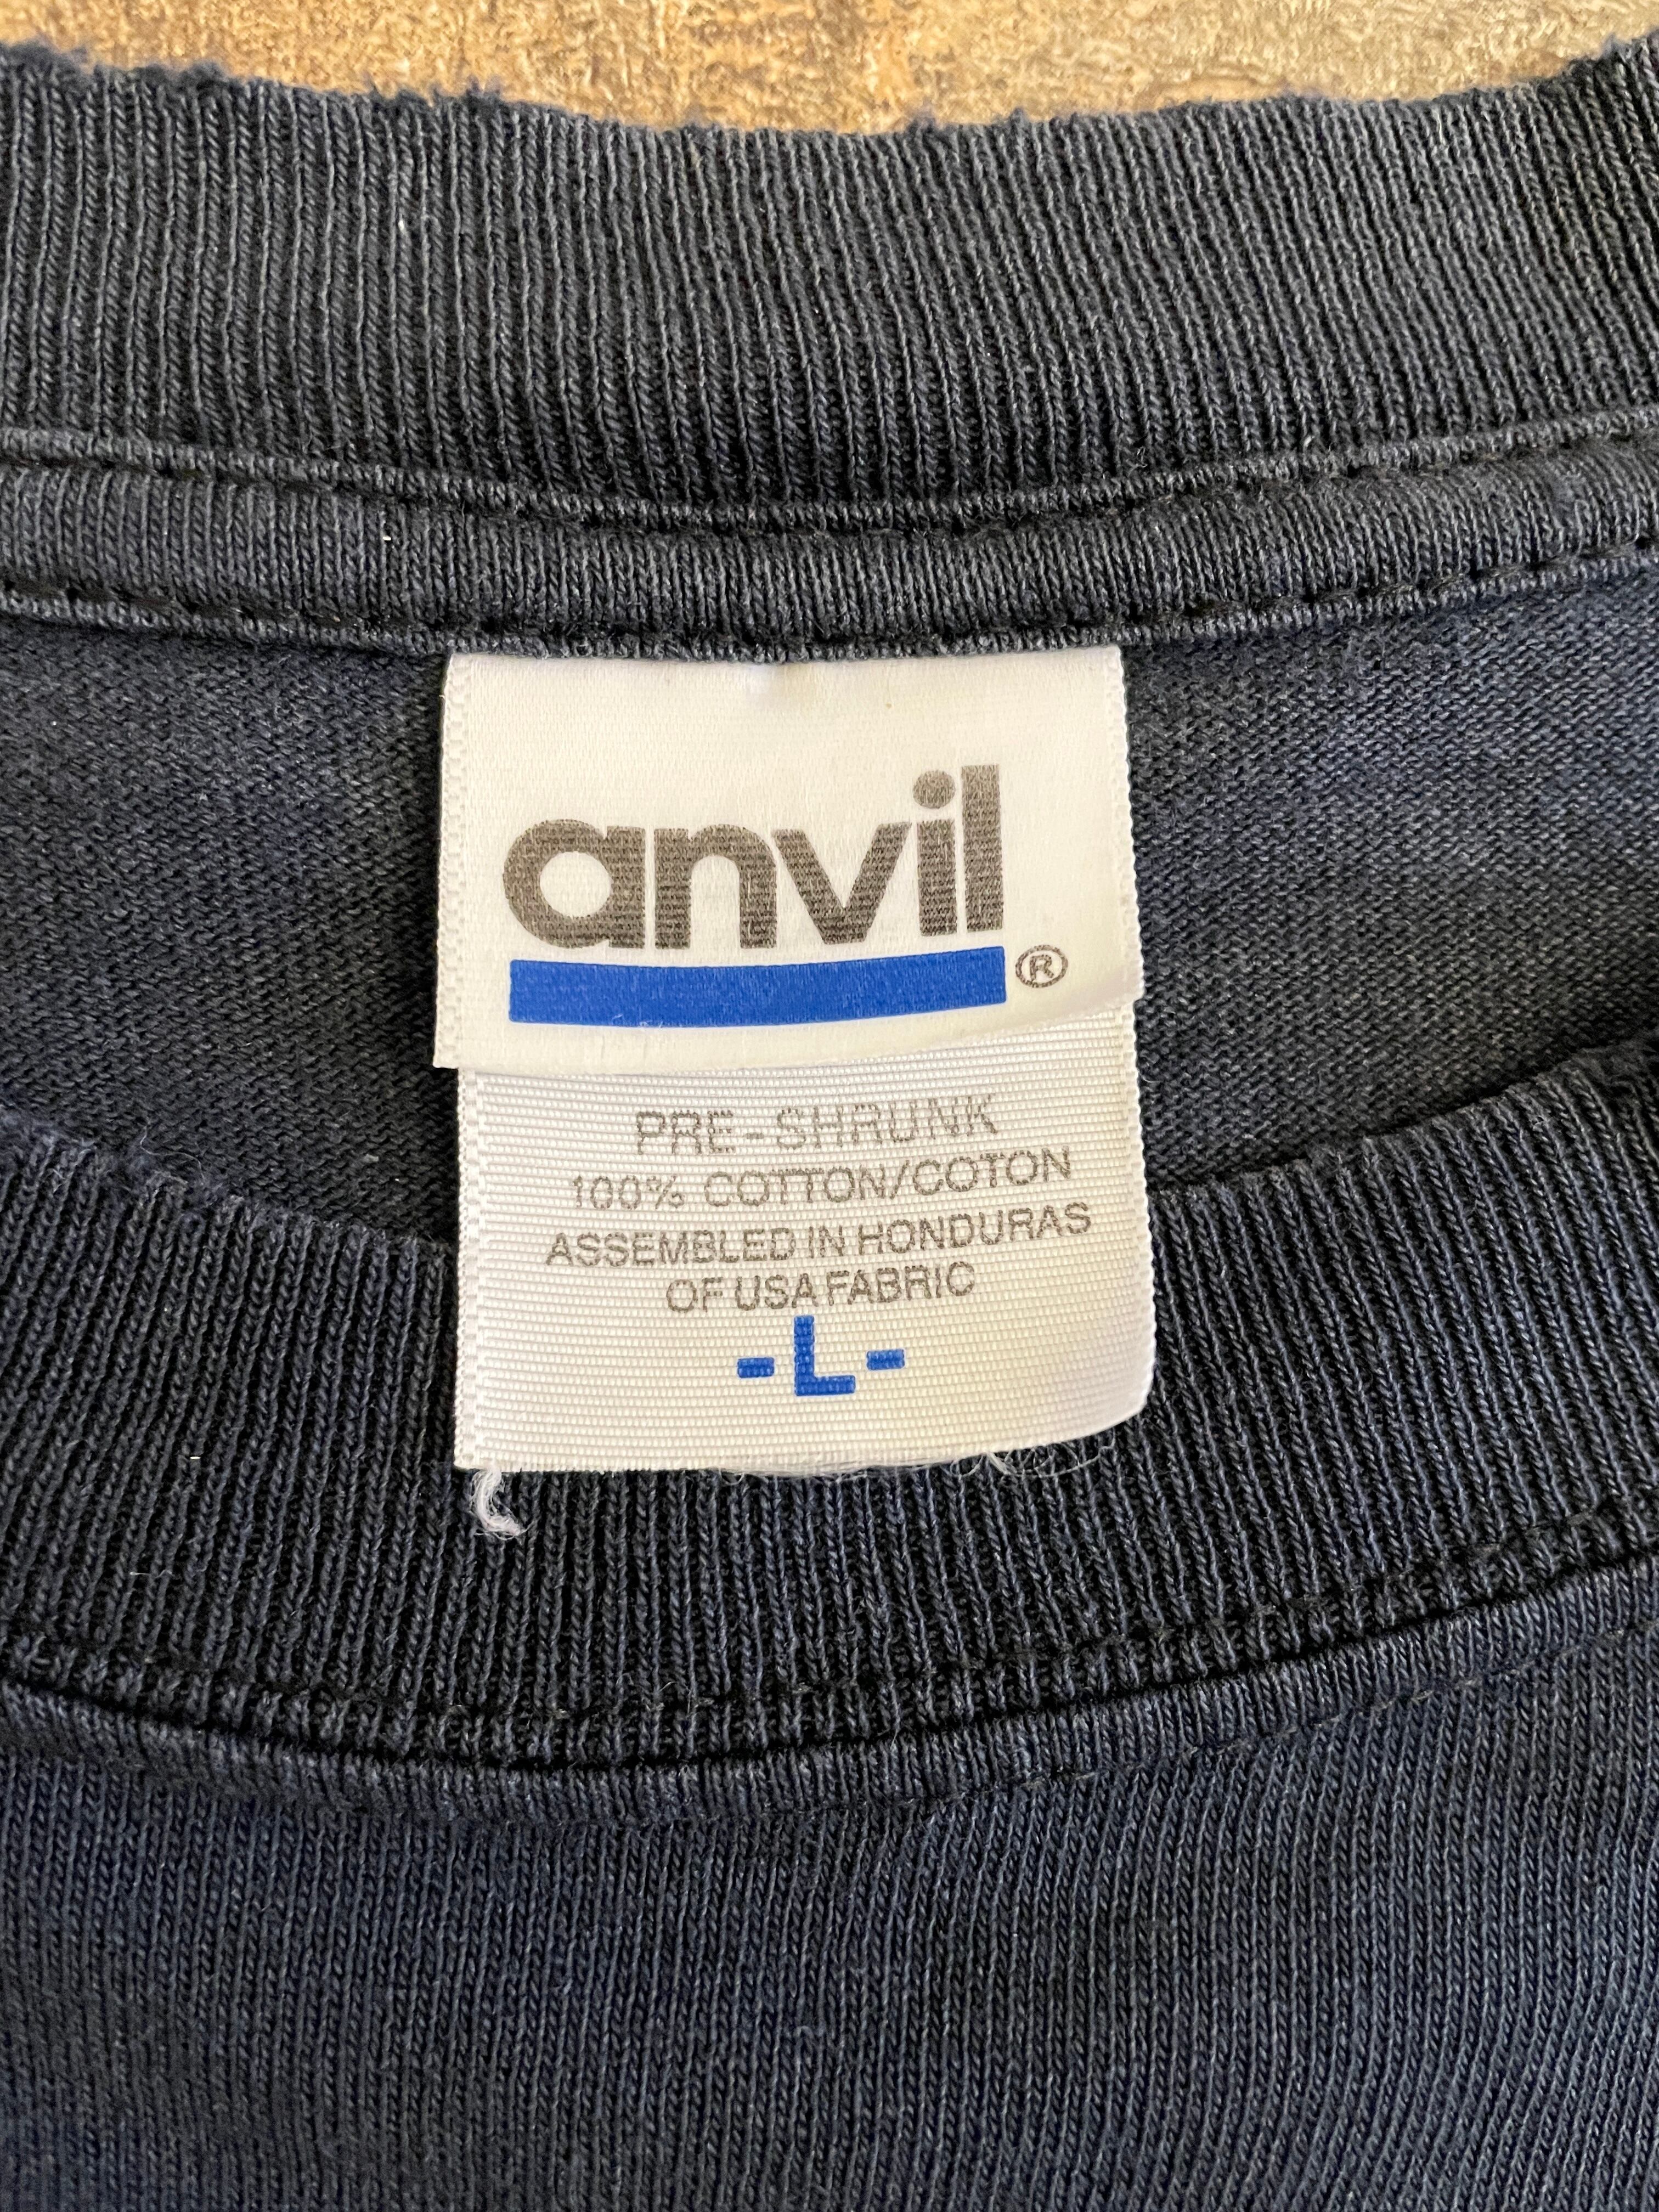 anvil
®
PRE-SHRUNK
100% COTTON/COTON
ASSEMBLED IN HONDURAS
OF USA FABRIC
-L-